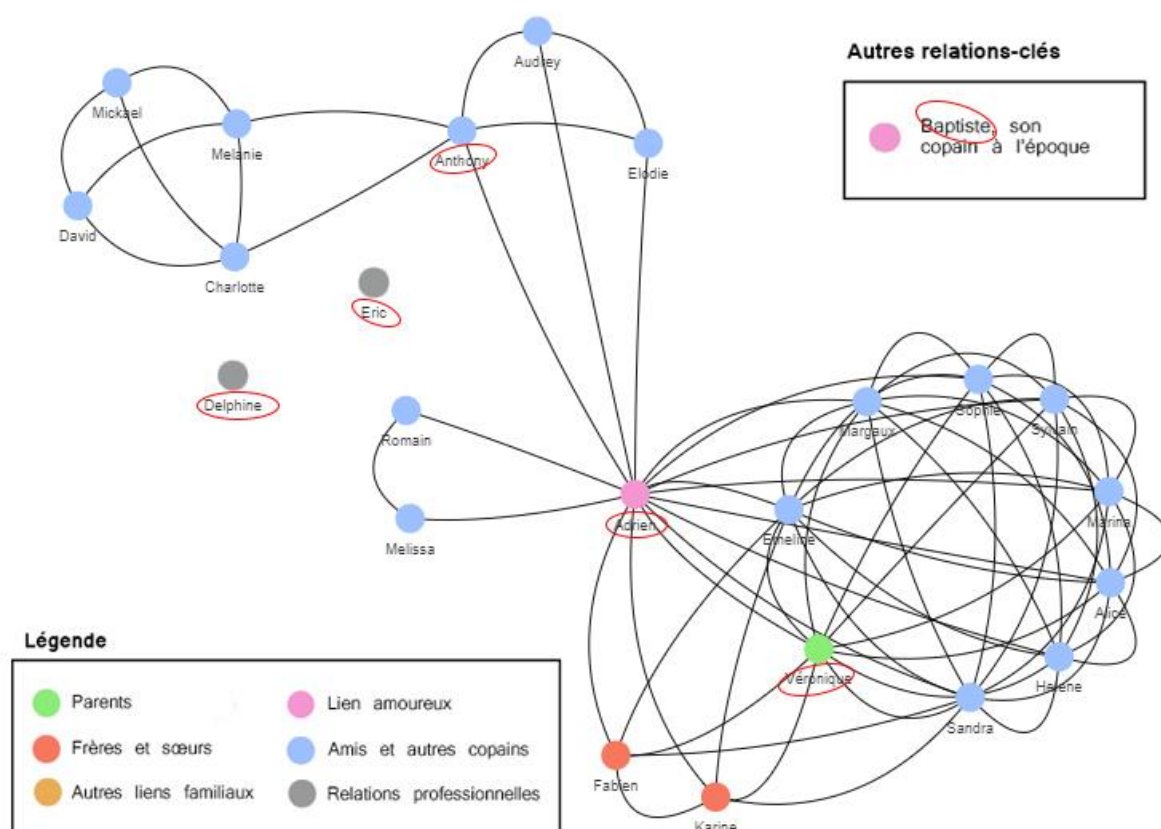 Audrey
Autres relations-clés
Mickael
Baptiste, son
copain à l'époque
Melanie
Anthony
Elodie
David
Charlotte
Eric
Delphine
Romain
Sophie
Margaux
Sylvain
Melissa
Adrien
Emeline
Marina
Alice
Légende
Véronique
Helene
Sandra
Parents
Lien amoureux
Frères et sœurs
Amis et autres copains
Autres liens familiaux
Relations professionnelles
Fabien
Karine